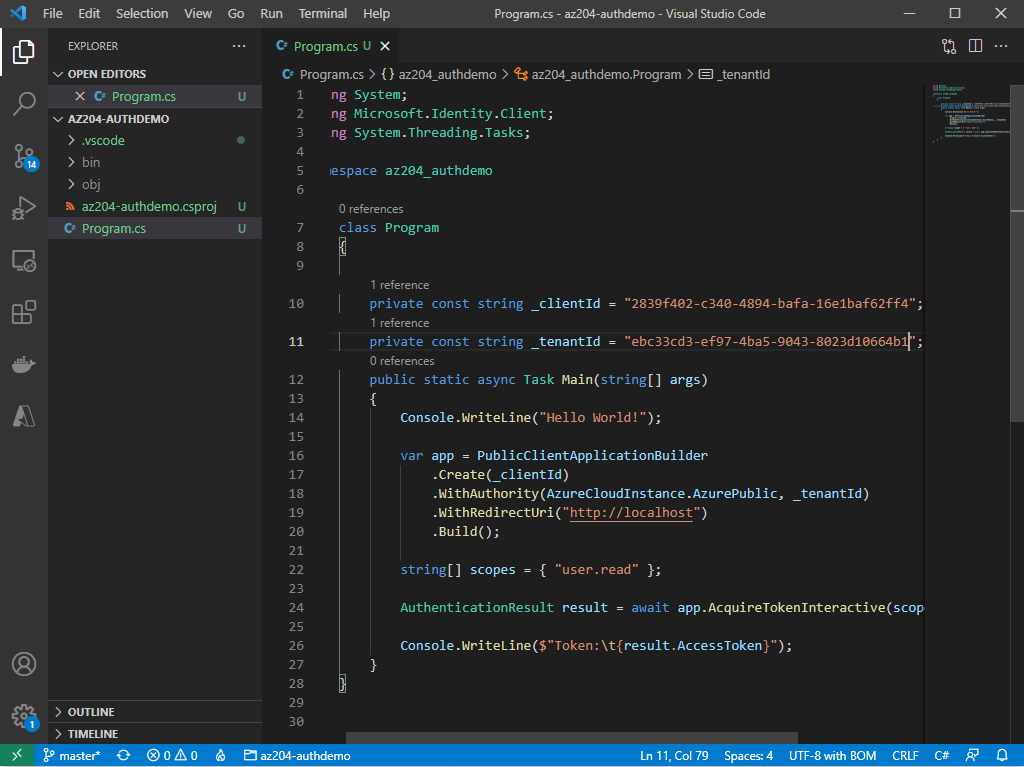 File Edit Selection View Go Run Terminal Help Program.cs - az204-authdemo - Visual Studio Code
EXPLORER
OPEN EDITORS
Program.cs U
AZ204-AUTHDEMO
.vscode
bin
obj
az204-authdemo.csproj U
Program.cs U
OUTLINE
TIMELINE
14
1
Program.cs U
Program.cs > {} az204_authdemo > az204_authdemo.Program > _tenantId
1 ng System;
2 ng Microsoft.Identity.Client;
3 ng System.Threading.Tasks;
4
5 espace az204_authdemo
6
0 references
7 class Program
8 {
9
1 reference
10 private const string _clientId = "2839f402-c340-4894-bafa-16e1baf62ff4";
1 reference
11 private const string _tenantId = "ebc33cd3-ef97-4ba5-9043-8023d10664b1";
0 references
12 public static async Task Main(string[] args)
13 {
14 Console.WriteLine("Hello World!");
15
16 var app = PublicClientApplicationBuilder
17 .Create(_clientId)
18 .WithAuthority(AzureCloudInstance.AzurePublic, _tenantId)
19 .WithRedirectUri("http://localhost")
20 .Build();
21
22 string[] scopes = { "user.read" };
23
24 AuthenticationResult result = await app.AcquireTokenInteractive(scop
25
26 Console.WriteLine($"Token:\t{result.AccessToken}");
27 }
28 }
29
30
master* 0 0 az204-authdemo Ln 11, Col 79 Spaces: 4 UTF-8 with BOM CRLF C#